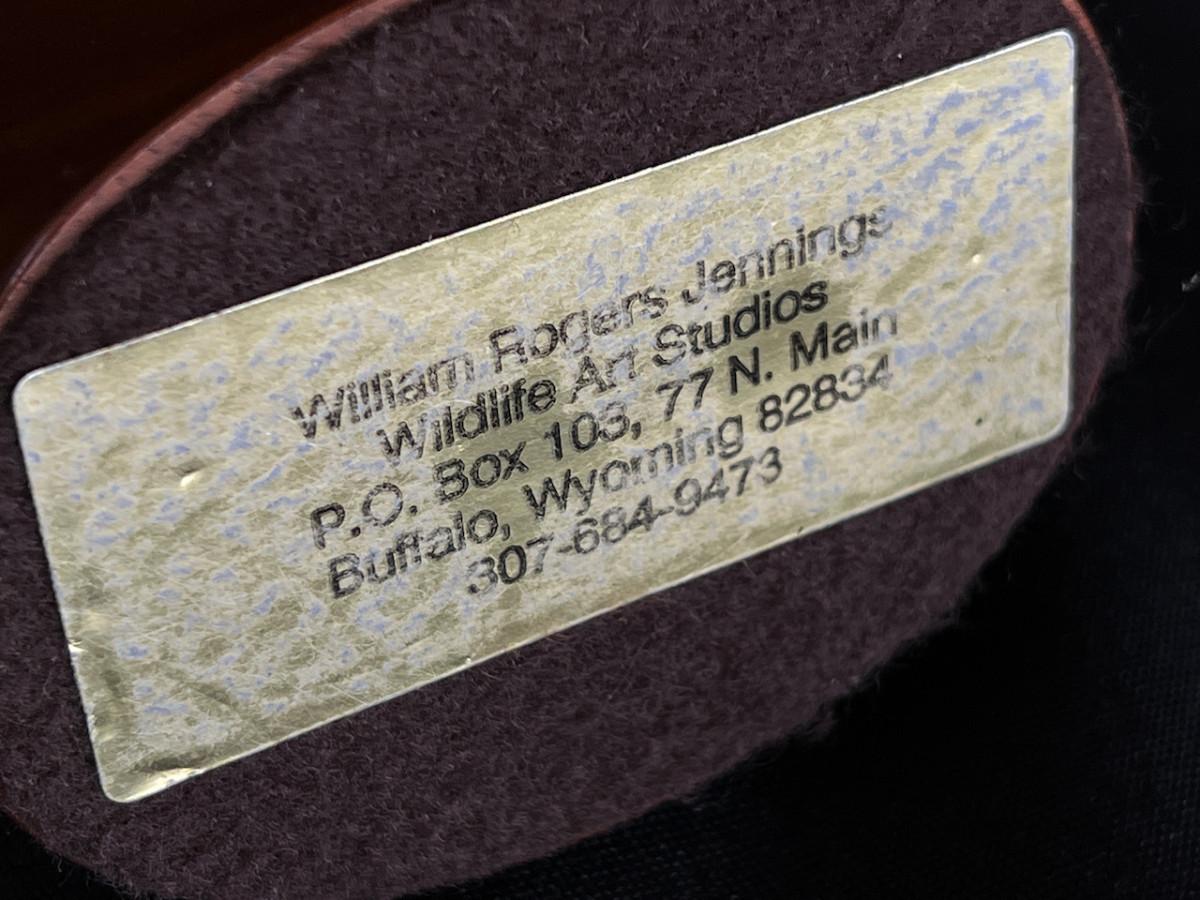 William Rogers Jennings
Wildlife Art Studios
P.O. Box 103, 77 N. Main
Buffalo, Wyoming 82834
307-684-9473